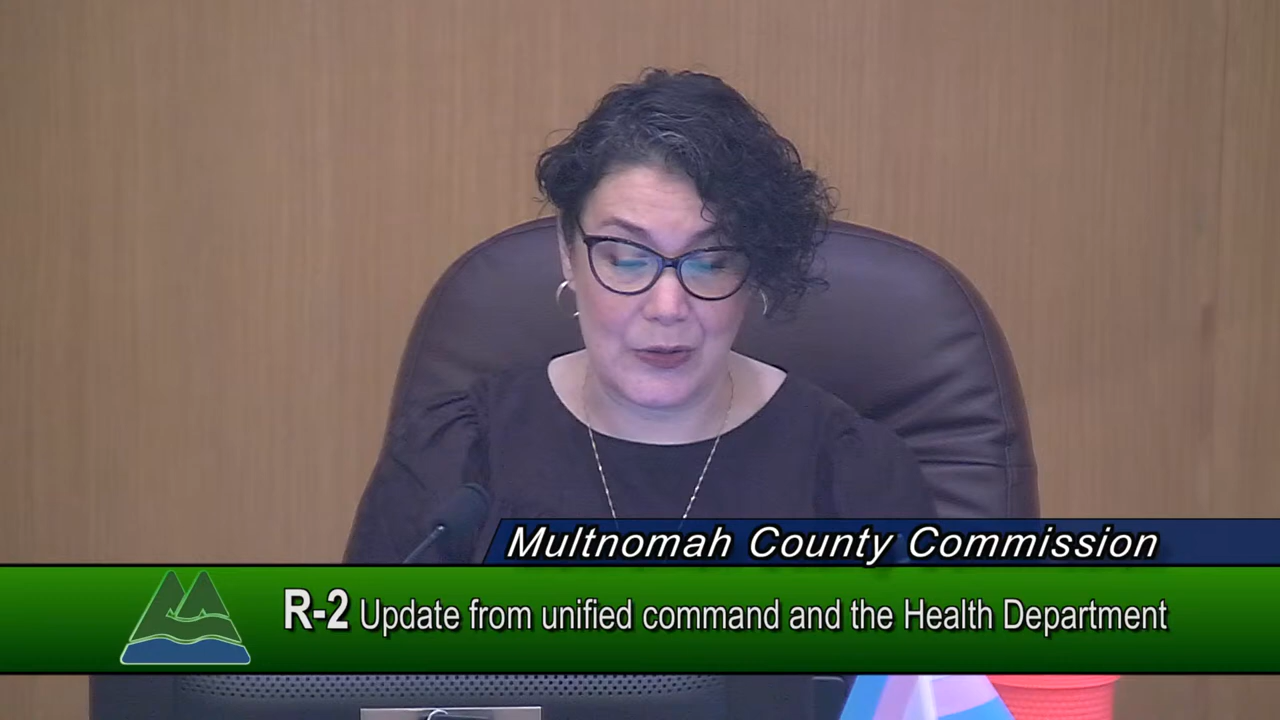 Multnomah County Commission
R-2 Update from unified command and the Health Department